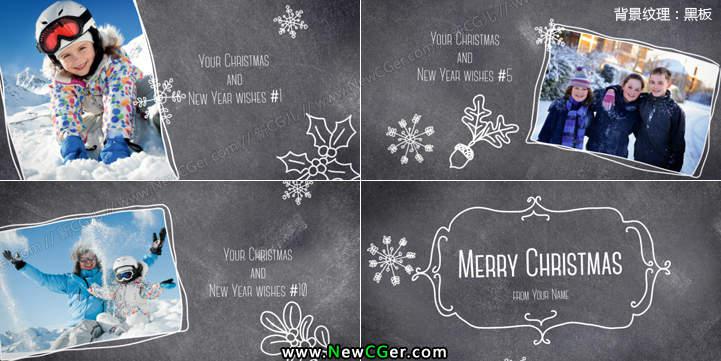 背景纹理：黑板
Your Christmas
and
New Year wishes #1
Your Christmas
and
New Year wishes #5
Your Christmas
and
New Year wishes #10
Merry Christmas
from Your Name
www.NewCGer.com